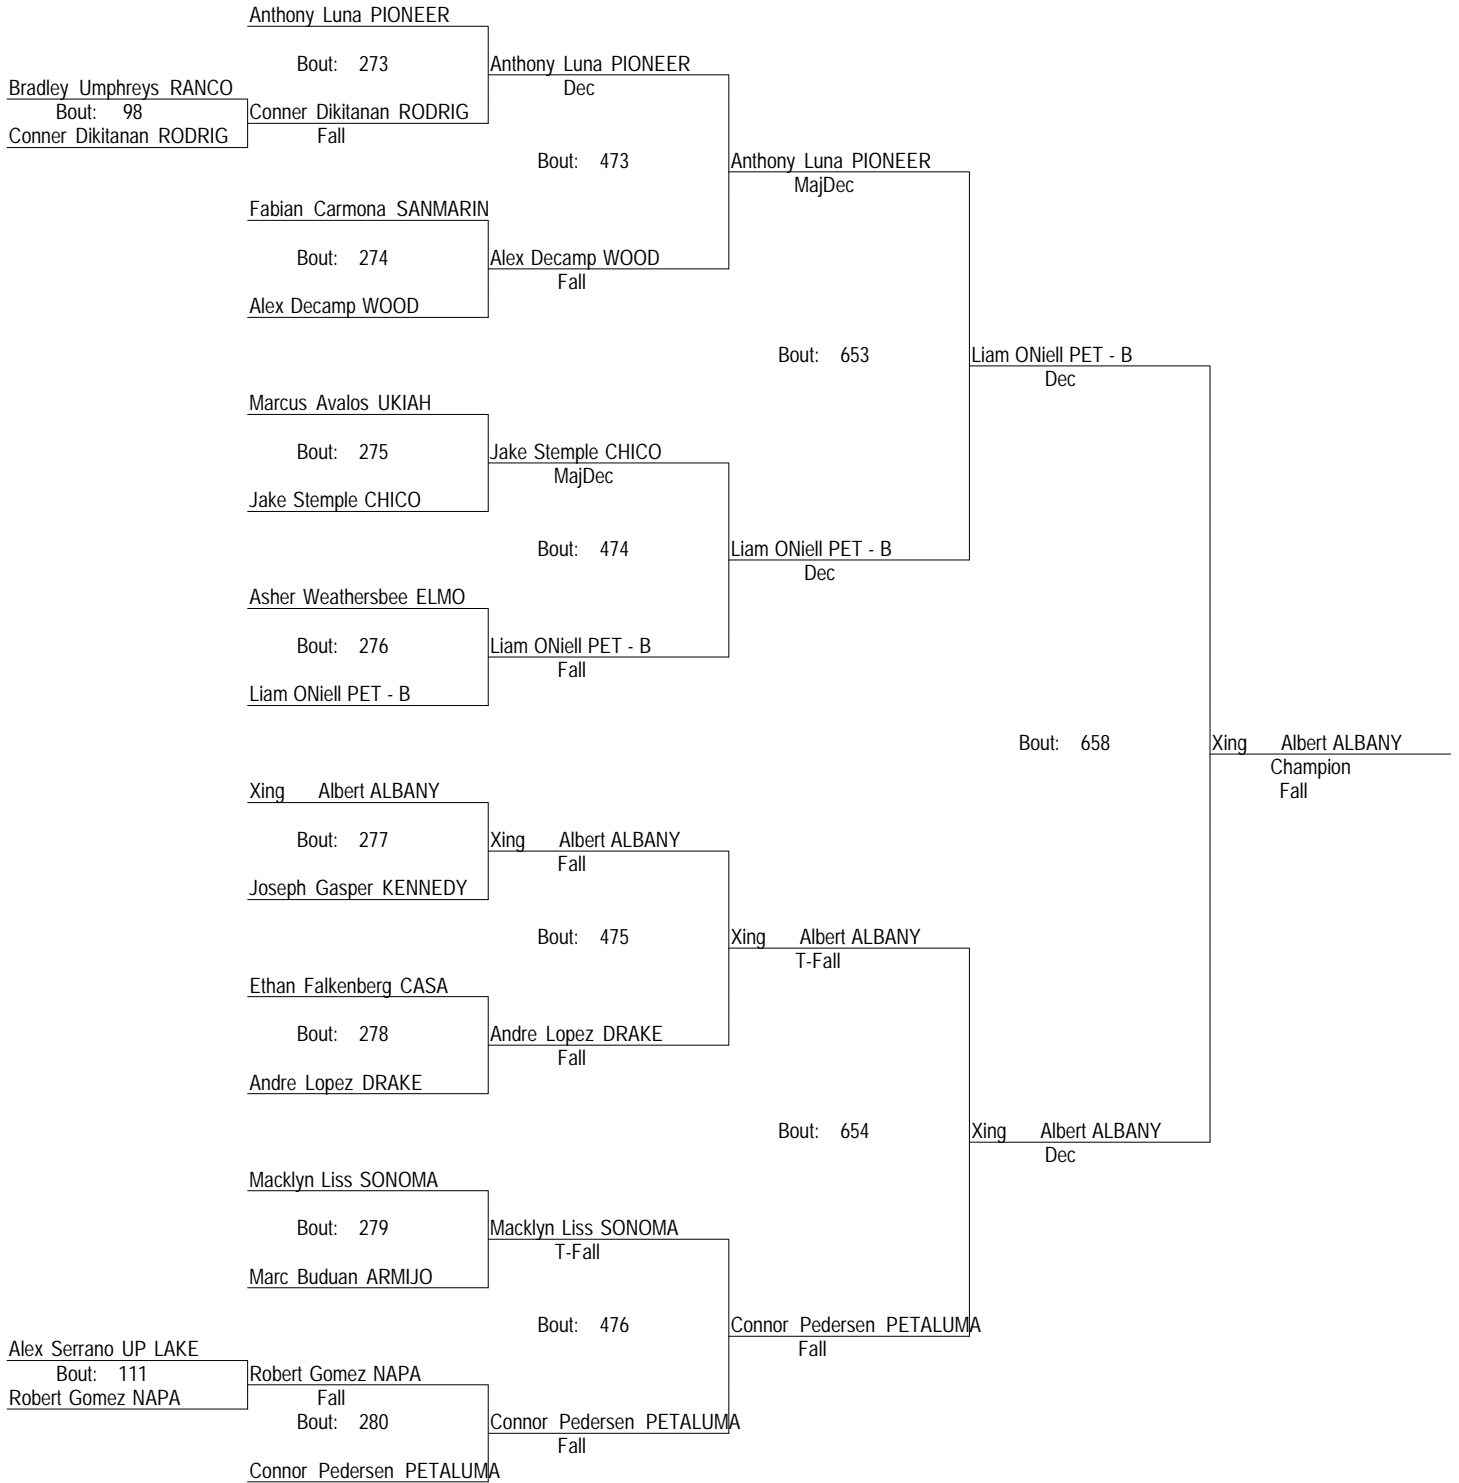 Anthony Luna PIONEER
Bout: 273
Anthony Luna PIONEER
Bradley Umphreys RANCO
Dec
Bout: 98
Conner Dikitanan RODRIG
Conner Dikitanan RODRIG
Fall
Bout: 473
Anthony Luna PIONEER
MajDec
Fabian Carmona SANMARIN
Bout: 274
Alex Decamp WOOD
Fall
Alex Decamp WOOD
Bout: 653
Liam ONiell PET - B
Dec
Marcus Avalos UKIAH
Bout: 275
Jake Stemple CHICO
MajDec
Jake Stemple CHICO
Bout: 474
Liam ONiell PET - B
Dec
Asher Weathersbee ELMO
Bout: 276
Liam ONiell PET - B
Fall
Liam ONiell PET - B
Bout: 658
Xing Albert ALBANY
Champion
Fall
Xing Albert ALBANY
Bout: 277
Xing Albert ALBANY
Fall
Joseph Gasper KENNEDY
Bout: 475
Xing Albert ALBANY
T-Fall
Ethan Falkenberg CASA
Bout: 278
Andre Lopez DRAKE
Fall
Andre Lopez DRAKE
Bout: 654
Xing Albert ALBANY
Dec
Macklyn Liss SONOMA
Bout: 279
Macklyn Liss SONOMA
T-Fall
Marc Buduan ARMIJO
Bout: 476
Connor Pedersen PETALUMA
Fall
Alex Serrano UP LAKE
Bout: 111
Robert Gomez NAPA
Robert Gomez NAPA
Fall
Bout: 280
Connor Pedersen PETALUMA
Fall
Connor Pedersen PETALUMA